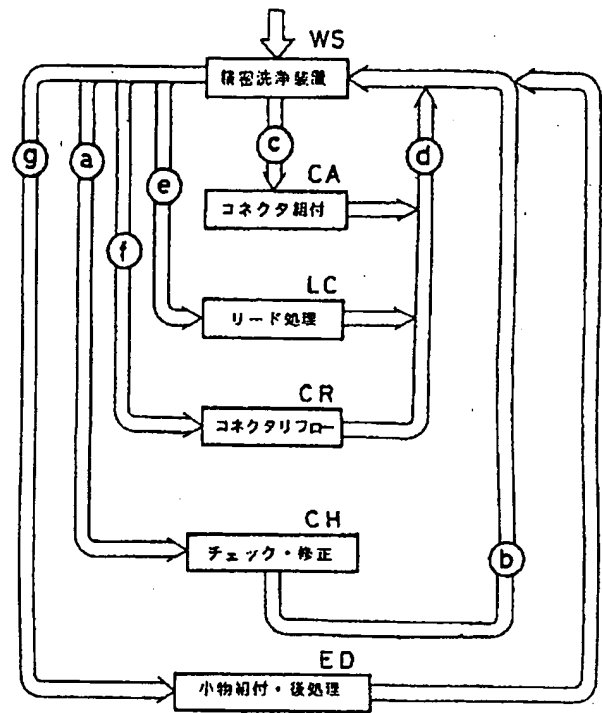 WS
精密洗浄装置
g
a
e
c
d
f
CA
コネクタ組付
LC
リード処理
CR
コネクタリフロー
CH
チェック・修正
b
ED
小物組付・後処理